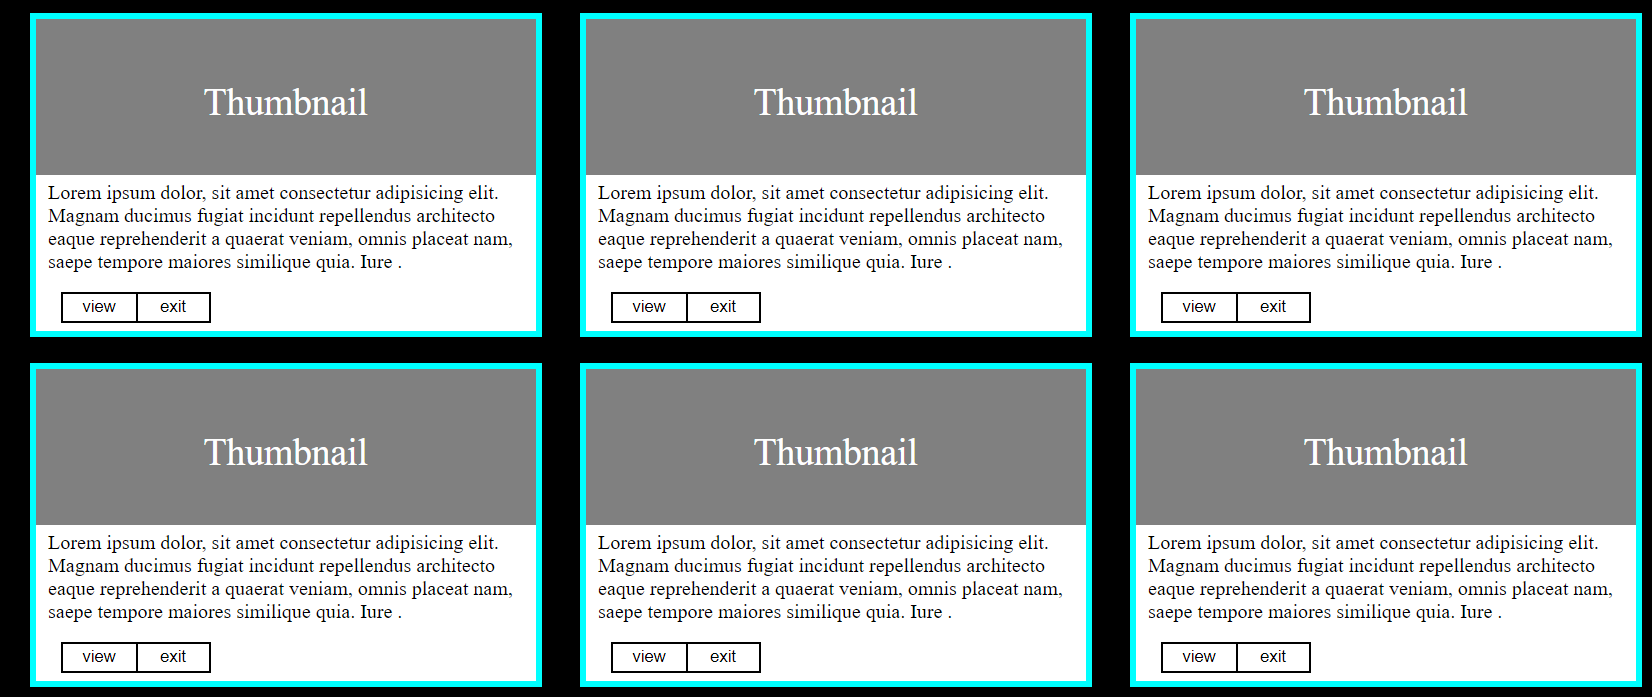 Thumbnail
Lorem ipsum dolor, sit amet consectetur adipisicing elit.
Magnam ducimus fugiat incidunt repellendus architecto
eaque reprehenderit a quaerat veniam, omnis placeat nam,
saepe tempore maiores similique quia. Iure .
view exit
Thumbnail
Lorem ipsum dolor, sit amet consectetur adipisicing elit.
Magnam ducimus fugiat incidunt repellendus architecto
eaque reprehenderit a quaerat veniam, omnis placeat nam,
saepe tempore maiores similique quia. Iure .
view exit
Thumbnail
Lorem ipsum dolor, sit amet consectetur adipisicing elit.
Magnam ducimus fugiat incidunt repellendus architecto
eaque reprehenderit a quaerat veniam, omnis placeat nam,
saepe tempore maiores similique quia. Iure .
view exit
Thumbnail
Lorem ipsum dolor, sit amet consectetur adipisicing elit.
Magnam ducimus fugiat incidunt repellendus architecto
eaque reprehenderit a quaerat veniam, omnis placeat nam,
saepe tempore maiores similique quia. Iure .
view exit
Thumbnail
Lorem ipsum dolor, sit amet consectetur adipisicing elit.
Magnam ducimus fugiat incidunt repellendus architecto
eaque reprehenderit a quaerat veniam, omnis placeat nam,
saepe tempore maiores similique quia. Iure .
view exit
Thumbnail
Lorem ipsum dolor, sit amet consectetur adipisicing elit.
Magnam ducimus fugiat incidunt repellendus architecto
eaque reprehenderit a quaerat veniam, omnis placeat nam,
saepe tempore maiores similique quia. Iure .
view exit